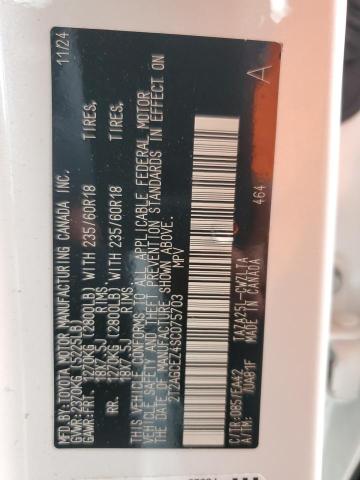 MFD.BY:TOYOTA MOTOR MANUFACTURING CANADA INC. 11/24
GVWR:2370KG (5225LB)
GAWR:FRT. 1270KG (2800LB) WITH 235/60R18 TIRES,
18X7.5J RIMS,
RR. 1270KG (2800LB) WITH 235/60R18 TIRES,
18X7.5J RIMS,
THIS VEHICLE CONFORMS TO ALL APPLICABLE FEDERAL MOTOR
VEHICLE SAFETY AND THEFT PREVENTION STANDARDS IN EFFECT ON
THE DATE OF MANUFACTURE SHOWN ABOVE.
MPV
C/TR:085/FA42
TAZA25L-CWZLTA
MADE IN CANADA
464
A